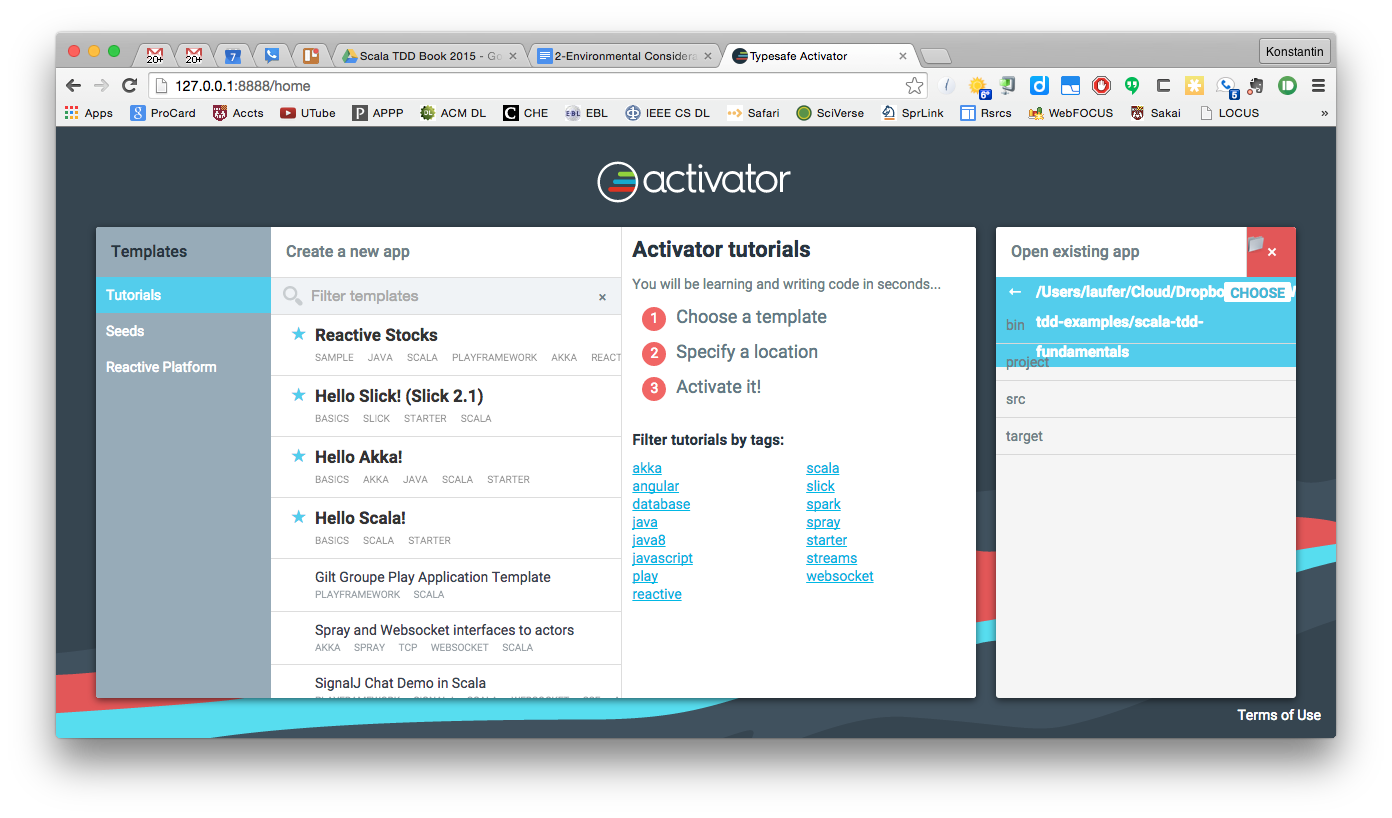 Konstantin
20+
20+
7
Scala TDD Book 2015 - Go
2-Environmental Considera
Typesafe Activator
127.0.0.1:8888/home
6*
5
Apps
ProCard
Accts
UTube
APPP
ACM DL
CHE
EBL
IEEE CS DL
Safari
SciVerse
SprLink
Rsrcs
WebFOCUS
Sakai
LOCUS
»
activator
Templates
Tutorials
Seeds
Reactive Platform
Create a new app
Filter templates
Reactive Stocks
SAMPLE JAVA SCALA PLAYFRAMEWORK AKKA REACT
Hello Slick! (Slick 2.1)
BASICS SLICK STARTER SCALA
Hello Akka!
BASICS AKKA JAVA SCALA STARTER
Hello Scala!
BASICS SCALA STARTER
Gilt Groupe Play Application Template
PLAYFRAMEWORK SCALA
Spray and Websocket interfaces to actors
AKKA SPRAY TCP WEBSOCKET SCALA
SignalJ Chat Demo in Scala
Activator tutorials
You will be learning and writing code in seconds...
1 Choose a template
2 Specify a location
3 Activate it!
Filter tutorials by tags:
akka
angular
database
java
java8
javascript
play
reactive
scala
slick
spark
spray
starter
streams
websocket
Open existing app
/Users/laufer/Cloud/Dropbo
CHOOSE
tdd-examples/scala-tdd-
fundamentals
bin
project
src
target
Terms of Use